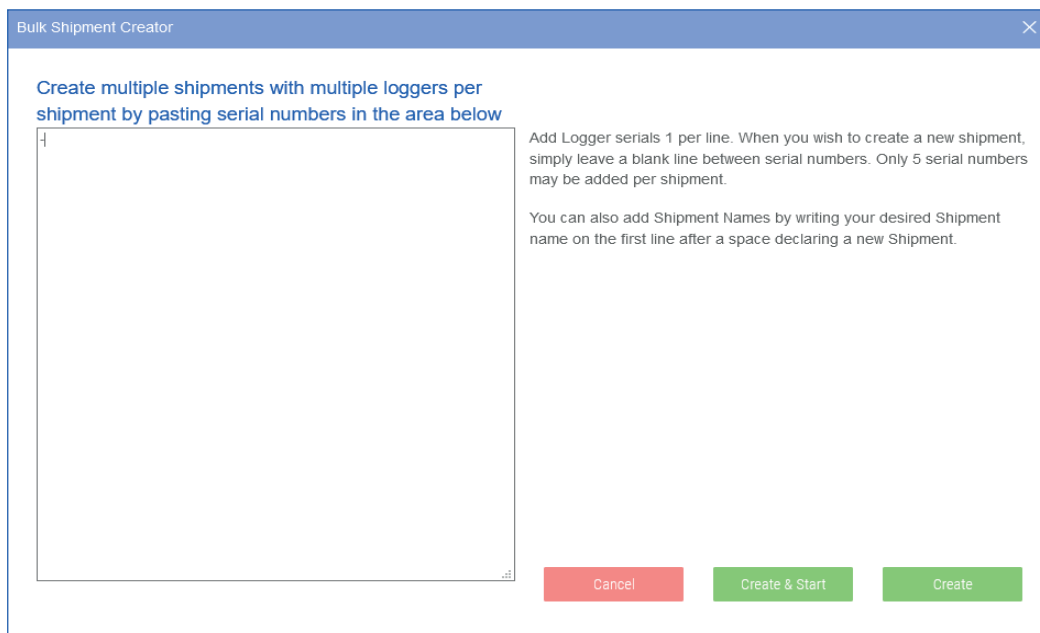 Bulk Shipment Creator
Create multiple shipments with multiple loggers per
shipment by pasting serial numbers in the area below
-
Add Logger serials 1 per line. When you wish to create a new shipment,
simply leave a blank line between serial numbers. Only 5 serial numbers
may be added per shipment.
You can also add Shipment Names by writing your desired Shipment
name on the first line after a space declaring a new Shipment.
Cancel
Create & Start
Create